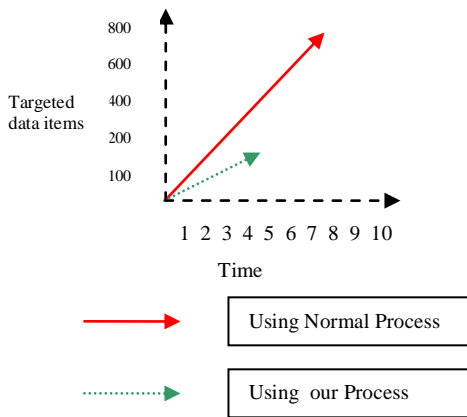 800
600
Targeted
data items
400
200
100
1 2 3 4 5 6 7 8 9 10
Time
Using Normal Process
Using our Process